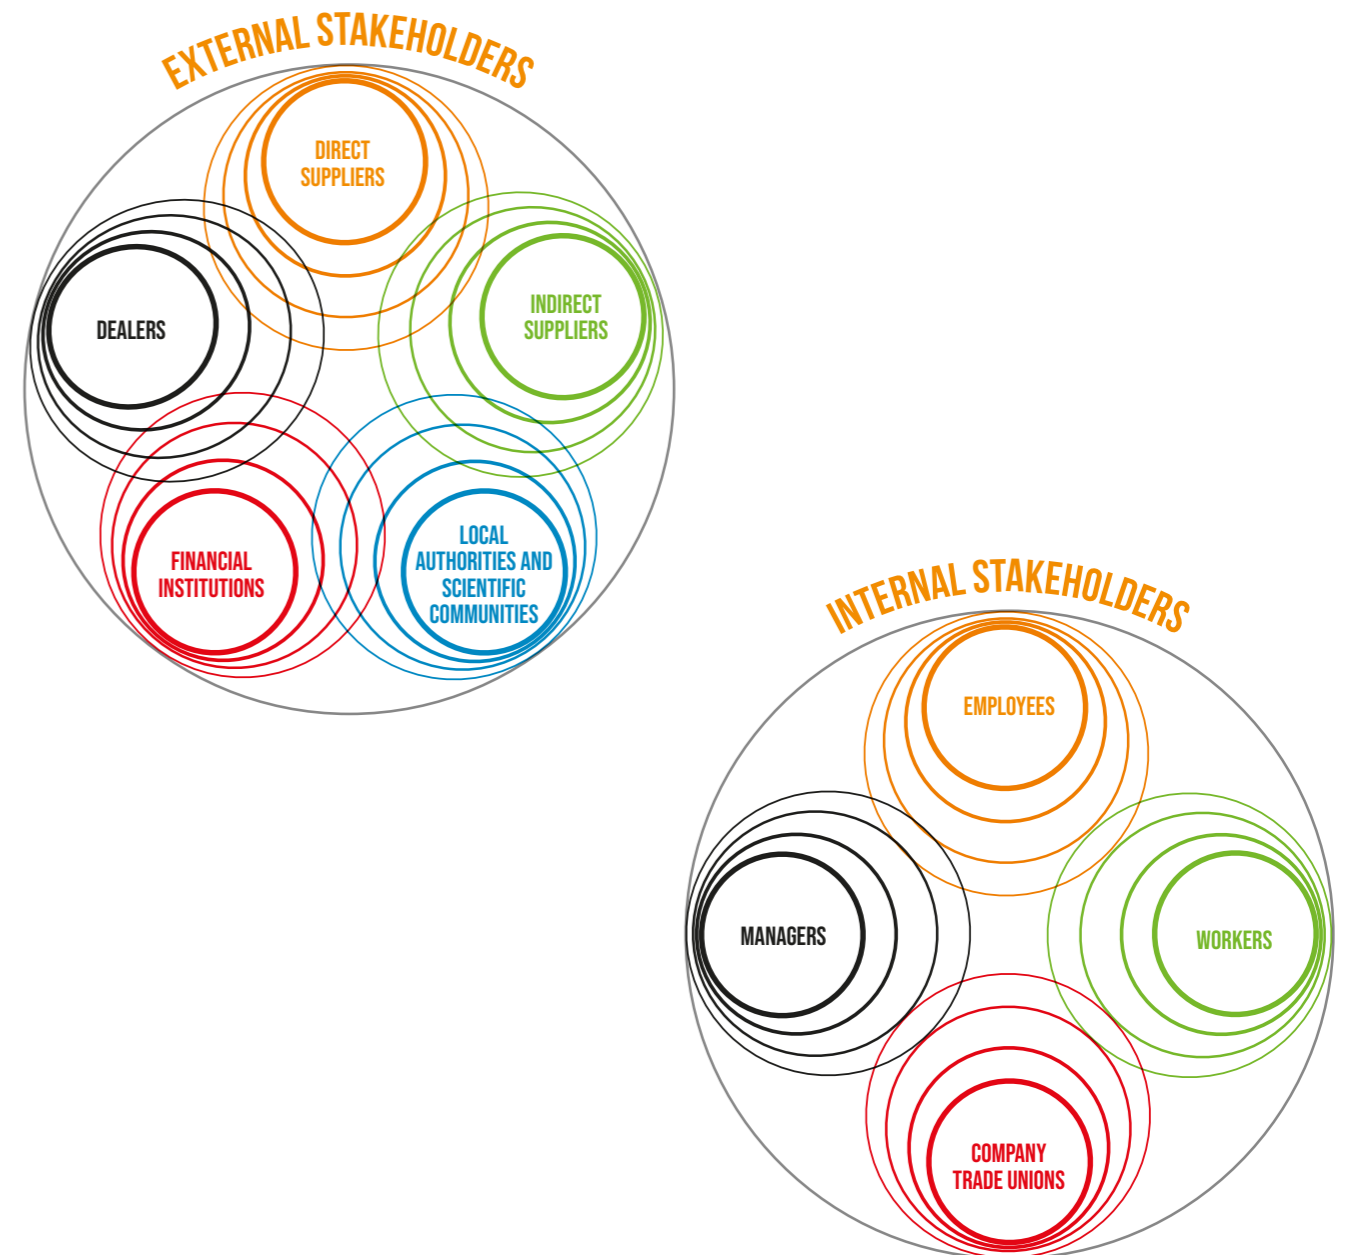 EXTERNAL STAKEHOLDERS
DIRECT
SUPPLIERS
INDIRECT
SUPPLIERS
DEALERS
FINANCIAL
INSTITUTIONS
LOCAL
AUTHORITIES AND
SCIENTIFIC
COMMUNITIES
INTERNAL STAKEHOLDERS
EMPLOYEES
MANAGERS
WORKERS
COMPANY
TRADE UNIONS